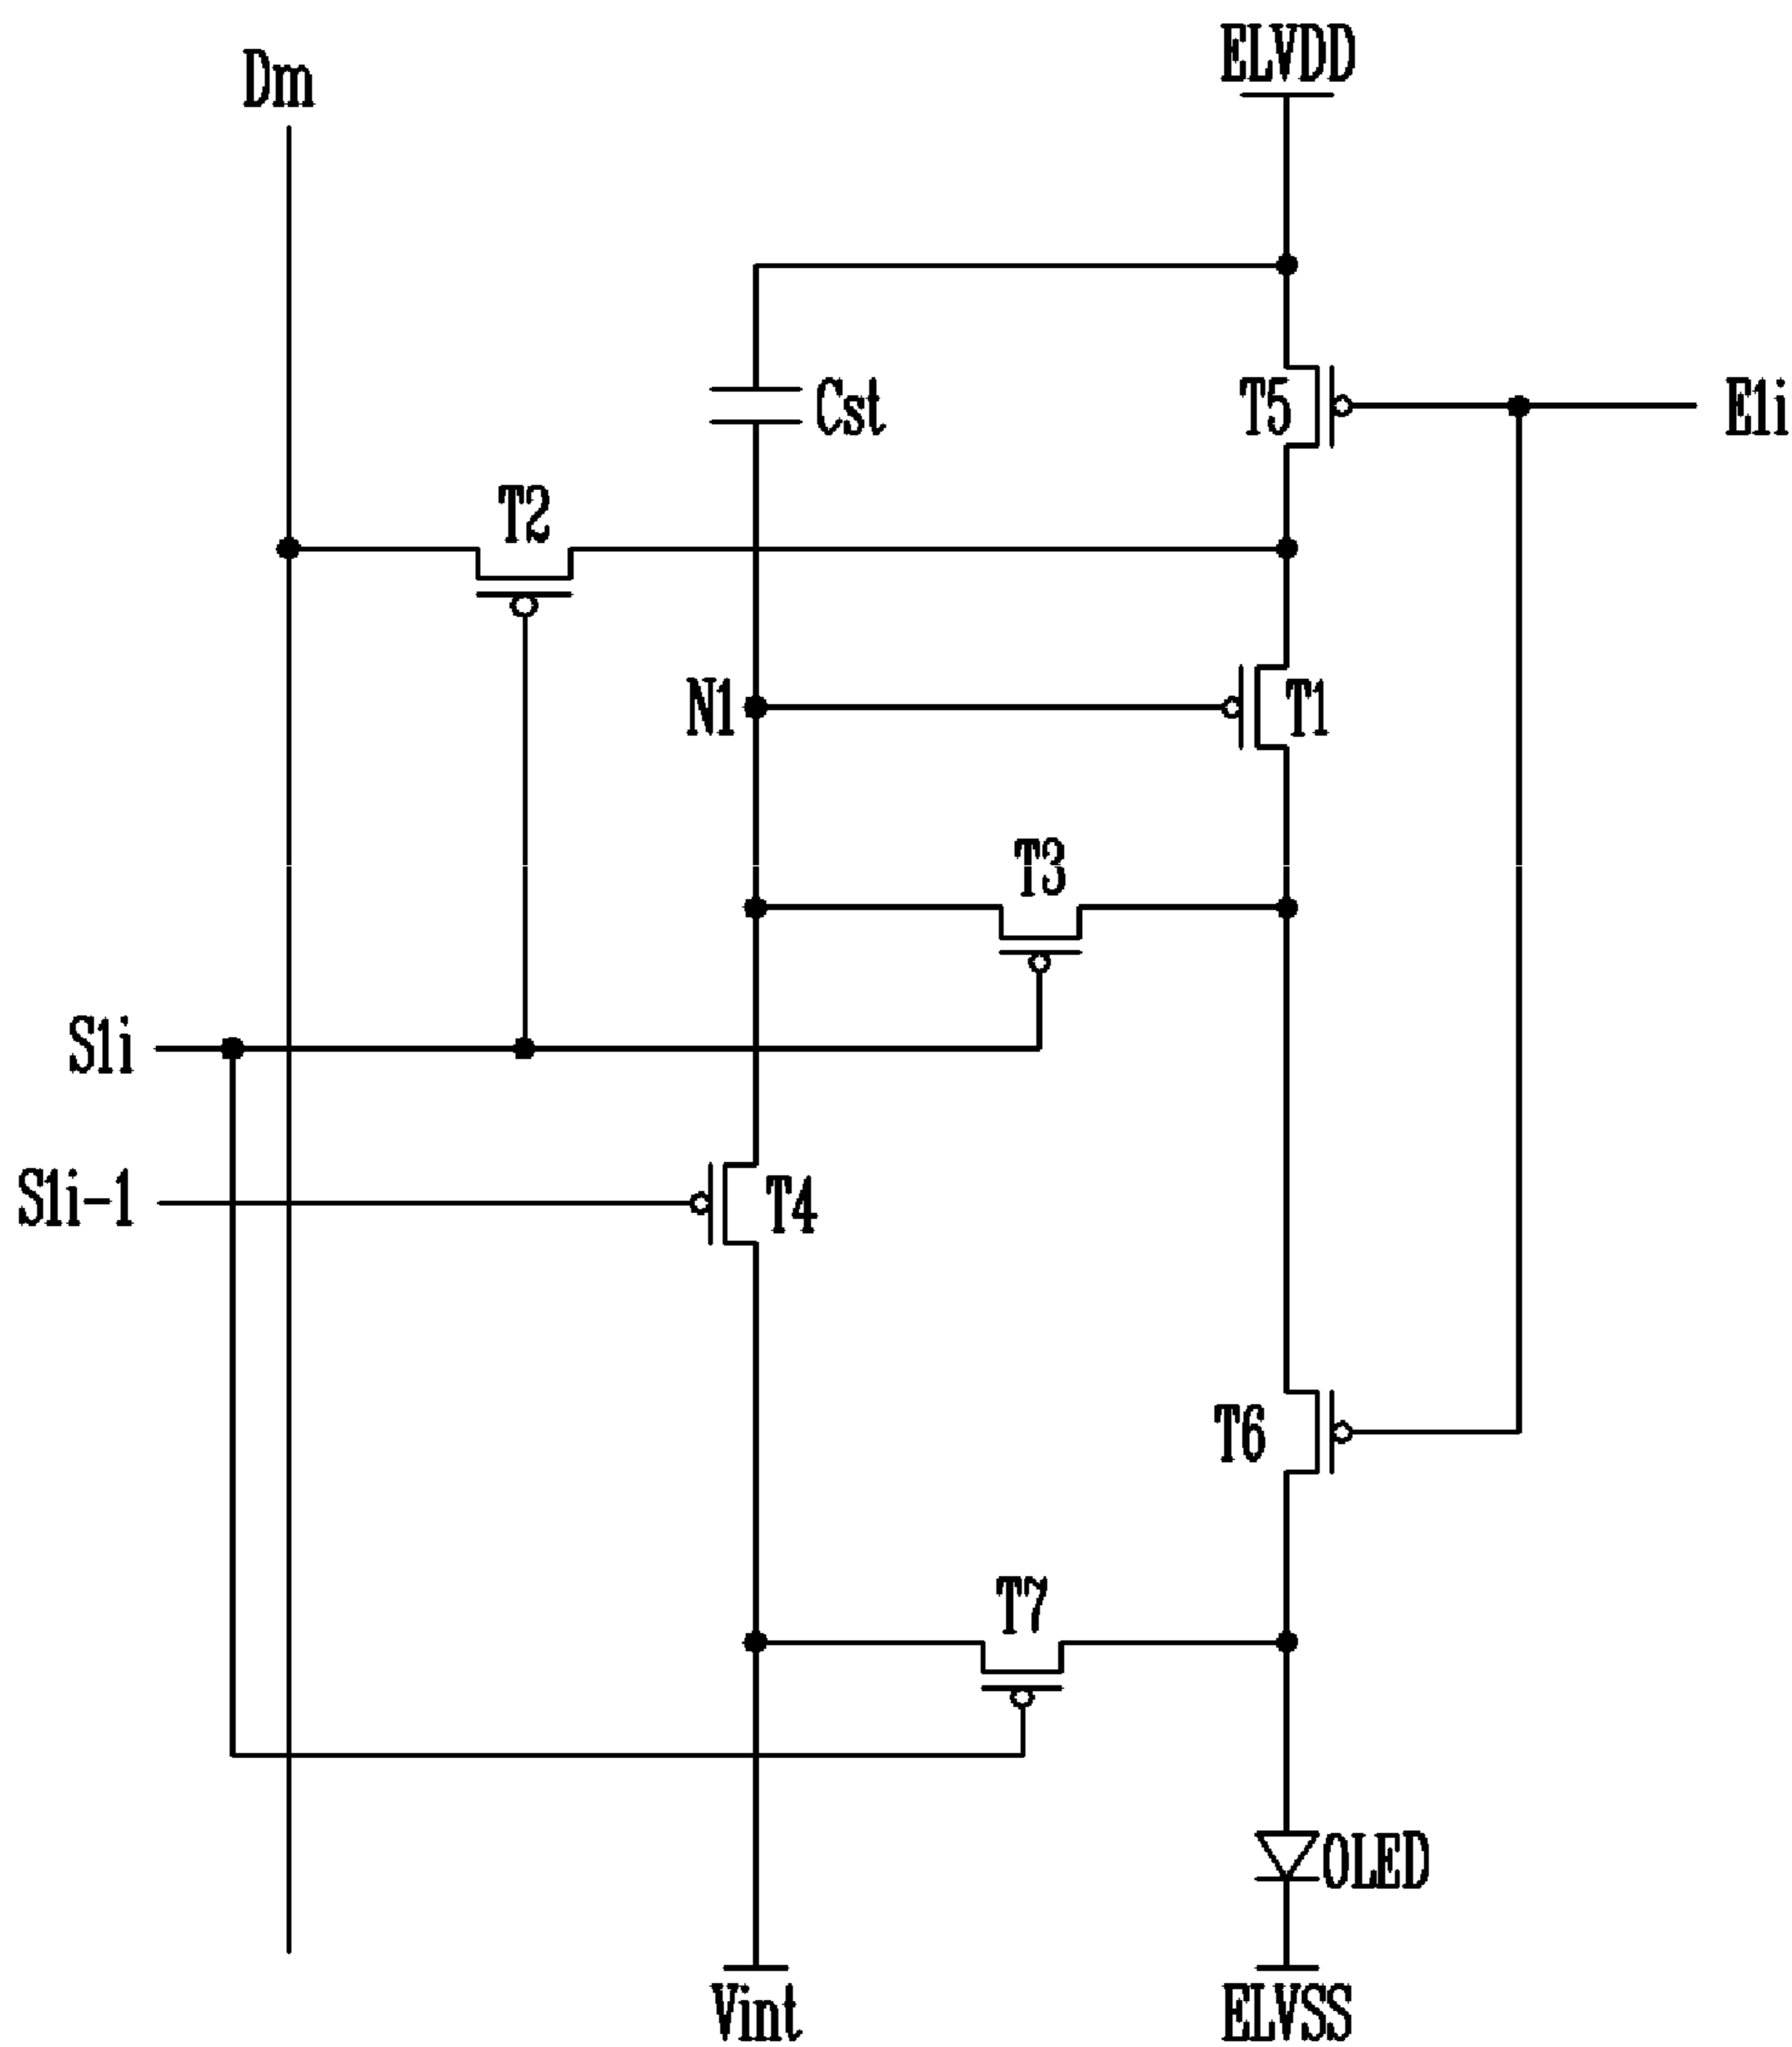 ELVDD
Dm
Cst
T5
E1i
T2
N1
T1
T3
S1i
S1i-1
T4
T6
T7
OLED
Vint
ELVSS